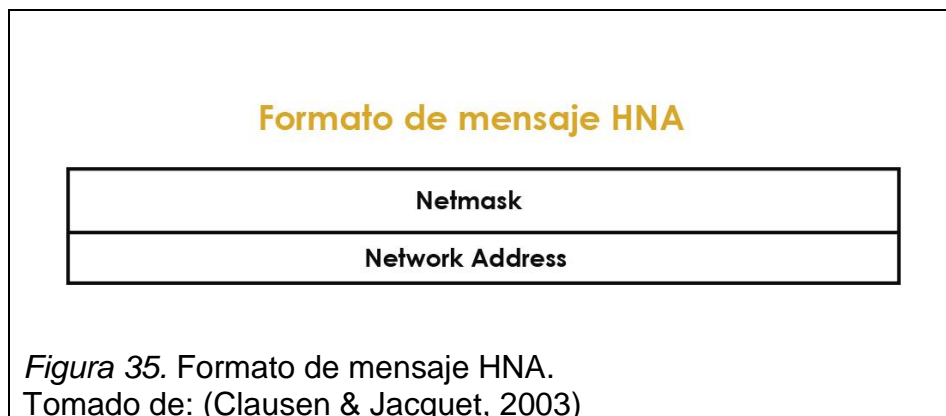 Formato de mensaje HNA
Netmask
Network Address
Figura 35. Formato de mensaje HNA.
Tomado de: (Clausen & Jacquet, 2003)